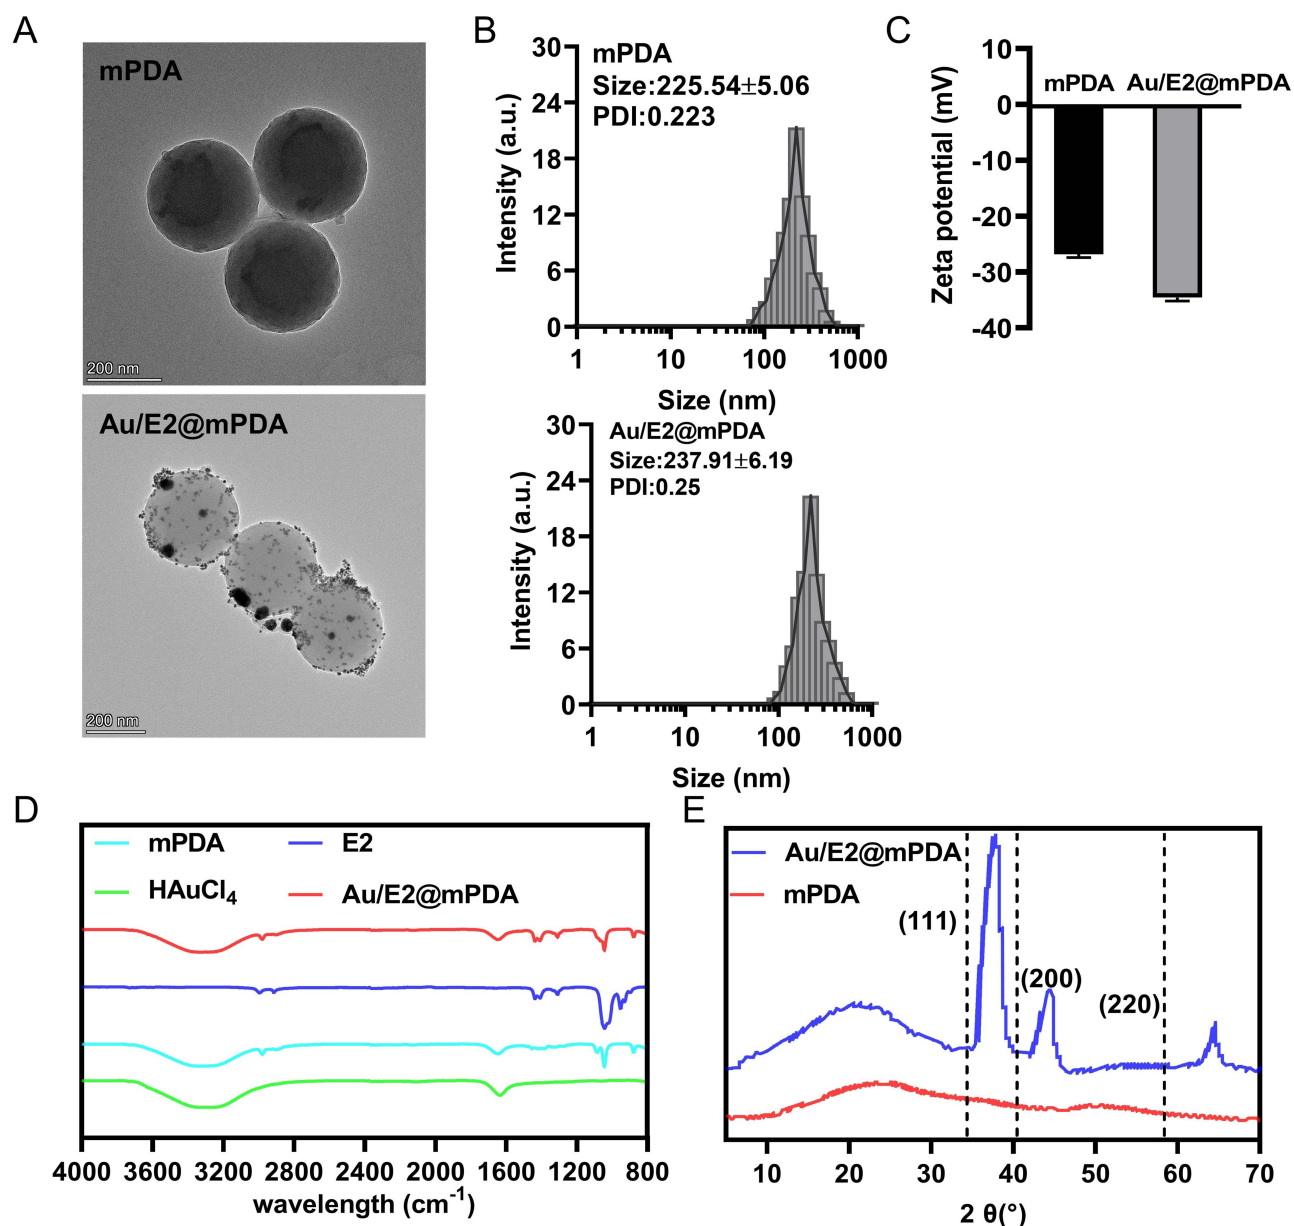 A
mPDA
200 nm
Au/E2@mPDA
200 nm
B
mPDA
Size:225.54±5.06
PDI:0.223
30
24
18
12
6
0
Intensity (a.u.)
1 10 100 1000
Size (nm)
Au/E2@mPDA
Size:237.91±6.19
PDI:0.25
30
24
18
12
6
0
Intensity (a.u.)
1 10 100 1000
Size (nm)
C
mPDA Au/E2@mPDA
10
0
-10
-20
-30
-40
Zeta potential (mV)
D
mPDA E2
HAuCl₄ Au/E2@mPDA
4000 3600 3200 2800 2400 2000 1600 1200 800
wavelength (cm⁻¹)
E
Au/E2@mPDA
mPDA
(111)
(200)
(220)
10 20 30 40 50 60 70
2 θ(°)